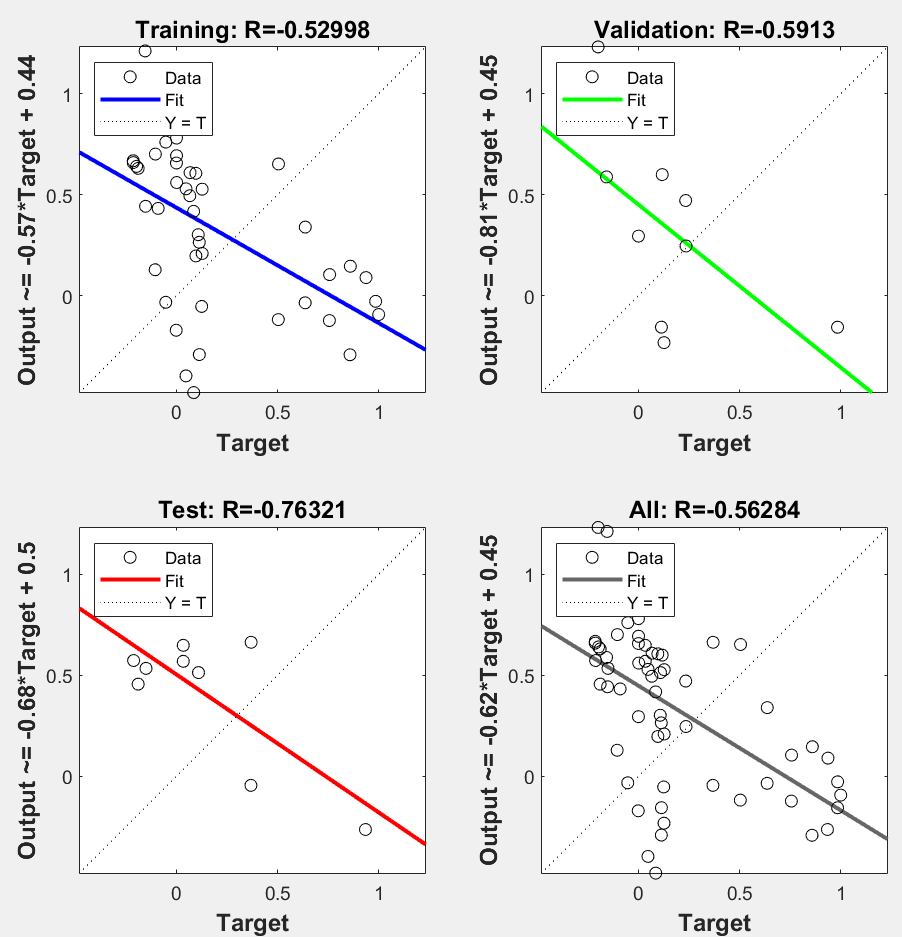 Training: R=-0.52998
Output ~= -0.57*Target + 0.44
1
0.5
0
Data
Fit
Y = T
0
0.5
1
Target
Validation: R=-0.5913
Output ~= -0.81*Target + 0.45
1
0.5
0
Data
Fit
Y = T
0
0.5
1
Target
Test: R=-0.76321
Output ~= -0.68*Target + 0.5
1
0.5
0
Data
Fit
Y = T
0
0.5
1
Target
All: R=-0.56284
Output ~= -0.62*Target + 0.45
1
0.5
0
Data
Fit
Y = T
0
0.5
1
Target